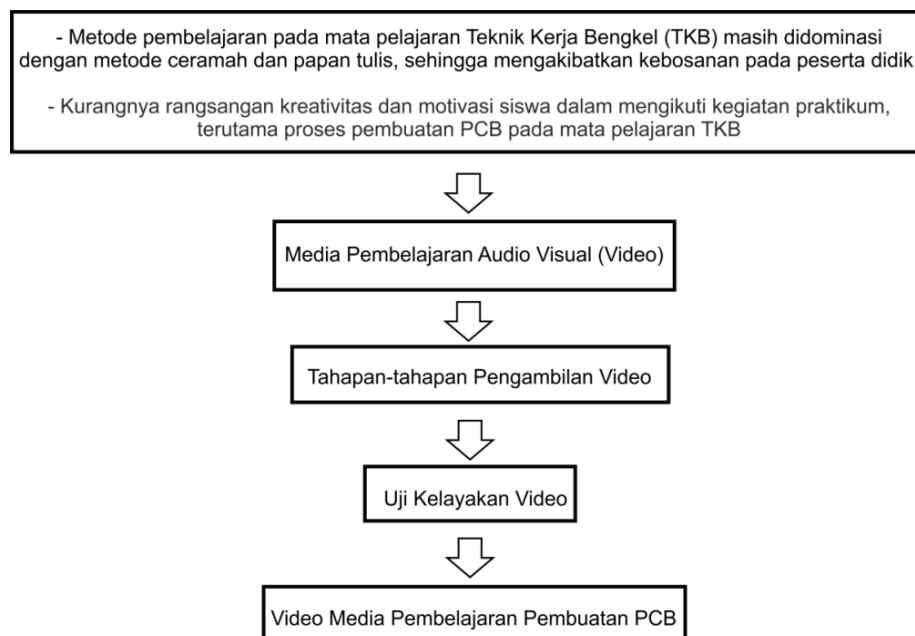 - Metode pembelajaran pada mata pelajaran Teknik Kerja Bengkel (TKB) masih didominasi
dengan metode ceramah dan papan tulis, sehingga mengakibatkan kebosanan pada peserta didik.
- Kurangnya rangsangan kreativitas dan motivasi siswa dalam mengikuti kegiatan praktikum,
terutama proses pembuatan PCB pada mata pelajaran TKB
Media Pembelajaran Audio Visual (Video)
Tahapan-tahapan Pengambilan Video
Uji Kelayakan Video
Video Media Pembelajaran Pembuatan PCB